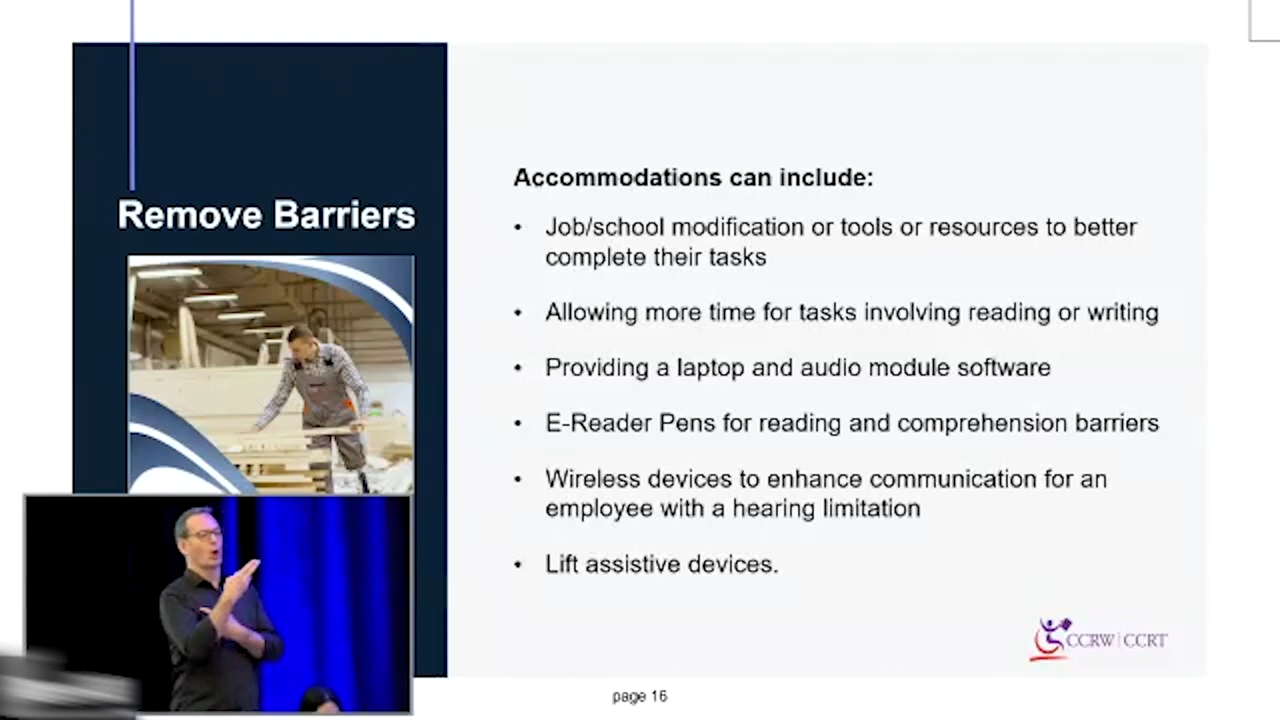 Remove Barriers
Accommodations can include:
• Job/school modification or tools or resources to better
complete their tasks
• Allowing more time for tasks involving reading or writing
• Providing a laptop and audio module software
• E-Reader Pens for reading and comprehension barriers
• Wireless devices to enhance communication for an
employee with a hearing limitation
• Lift assistive devices.
CCRW | CCRT
page 16